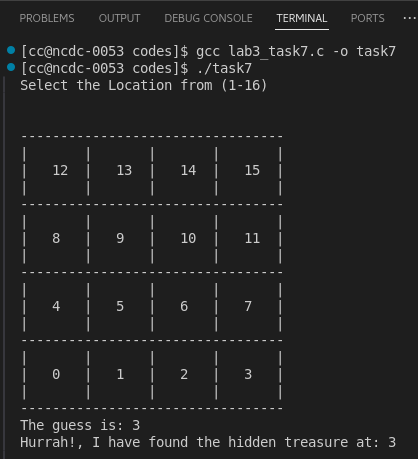 PROBLEMS OUTPUT DEBUG CONSOLE TERMINAL PORTS ...
[cc@ncdc-0053 codes]$ gcc lab3_task7.c -o task7
[cc@ncdc-0053 codes]$ ./task7
Select the Location from (1-16)
---------------------------------
|       |       |       |       |
|   12  |   13  |   14  |   15  |
|       |       |       |       |
---------------------------------
|       |       |       |       |
|   8   |   9   |   10  |   11  |
|       |       |       |       |
---------------------------------
|       |       |       |       |
|   4   |   5   |   6   |   7   |
|       |       |       |       |
---------------------------------
|       |       |       |       |
|   0   |   1   |   2   |   3   |
|       |       |       |       |
---------------------------------
The guess is: 3
Hurrah!, I have found the hidden treasure at: 3